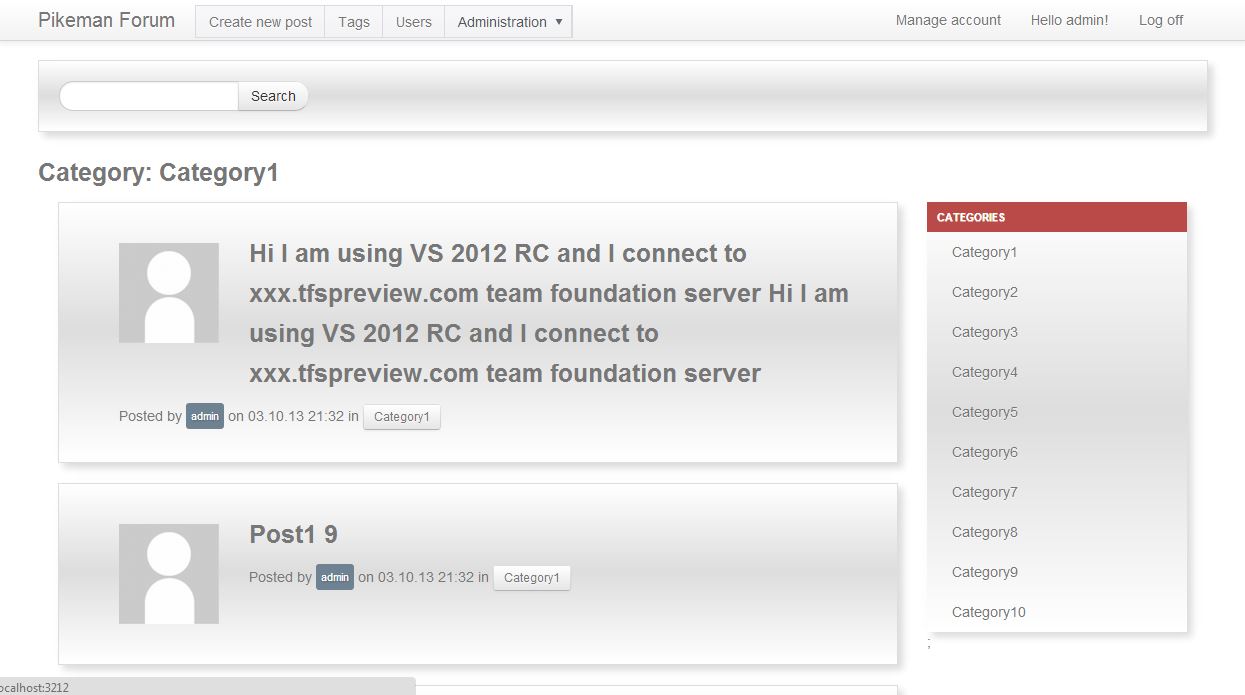 Pikeman Forum Create new post Tags Users Administration ▼ Manage account Hello admin! Log off
Search
Category: Category1
Hi I am using VS 2012 RC and I connect to
xxx.tfspreview.com team foundation server Hi I am
using VS 2012 RC and I connect to
xxx.tfspreview.com team foundation server
Posted by admin on 03.10.13 21:32 in Category1
Post1 9
Posted by admin on 03.10.13 21:32 in Category1
CATEGORIES
Category1
Category2
Category3
Category4
Category5
Category6
Category7
Category8
Category9
Category10
;
ocalhost:3212